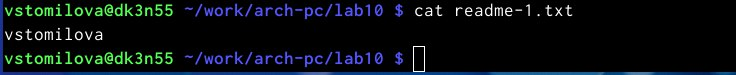 vstomilova@dk3n55 ~/work/arch-pc/lab10 $ cat readme-1.txt
vstomilova
vstomilova@dk3n55 ~/work/arch-pc/lab10 $